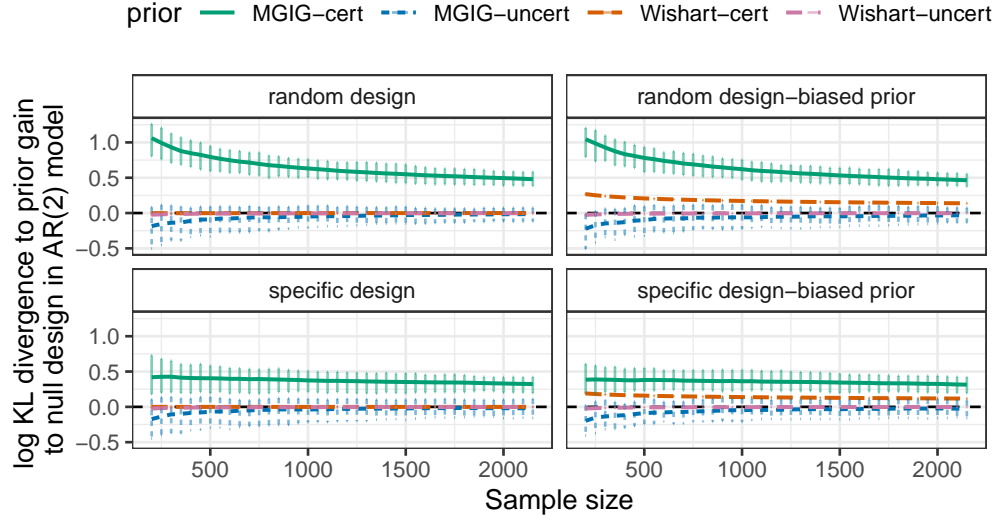 prior MGIG−cert MGIG−uncert Wishart−cert Wishart−uncert
log KL divergence to prior gain
to null design in AR(2) model
random design
random design−biased prior
1.0
0.5
0.0
−0.5
specific design
specific design−biased prior
1.0
0.5
0.0
−0.5
500 1000 1500 2000 500 1000 1500 2000
Sample size